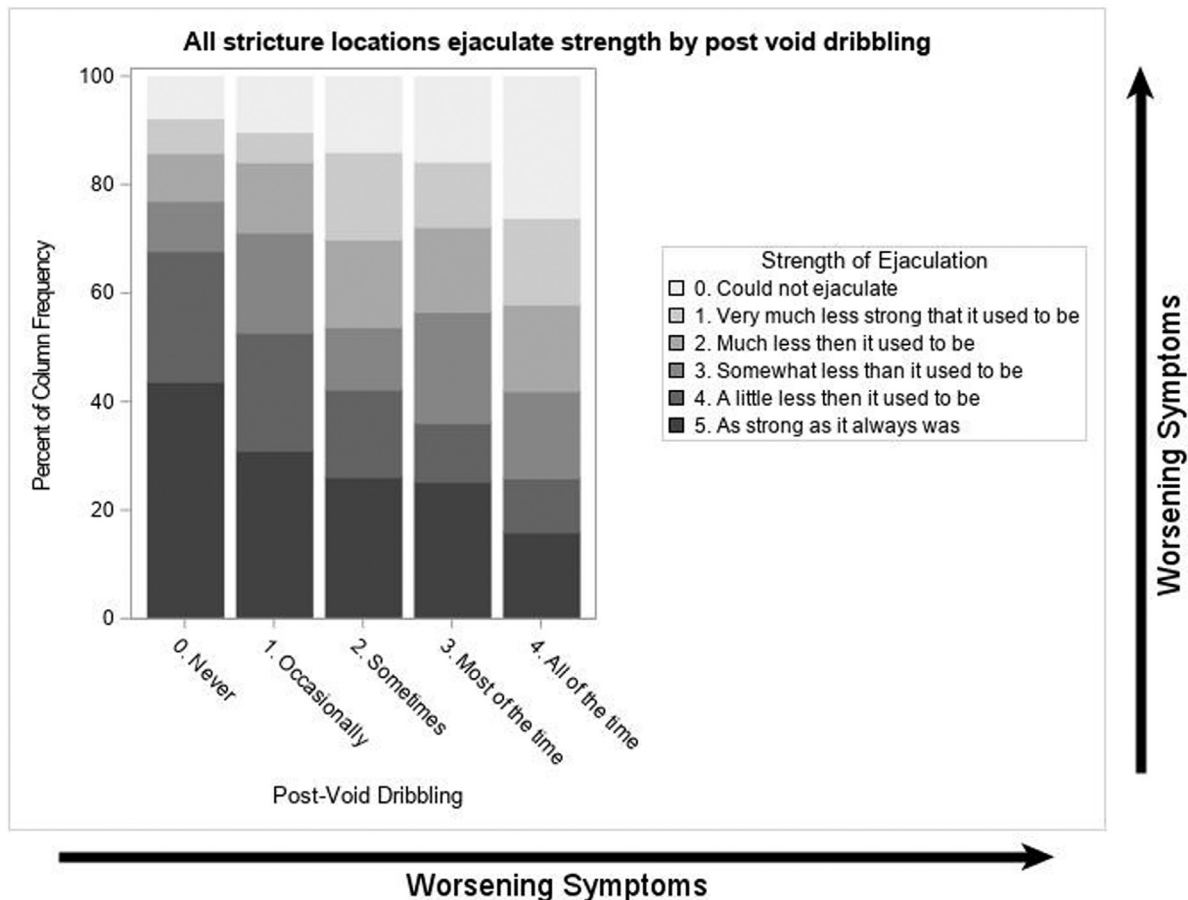 All stricture locations ejaculate strength by post void dribbling
100
80
60
40
20
0
Percent of Column Frequency
0. Never
1. Occasionally
2. Sometimes
3. Most of the time
4. All of the time
Post-Void Dribbling
Strength of Ejaculation
0. Could not ejaculate
1. Very much less strong that it used to be
2. Much less then it used to be
3. Somewhat less than it used to be
4. A little less then it used to be
5. As strong as it always was
Worsening Symptoms
Worsening Symptoms